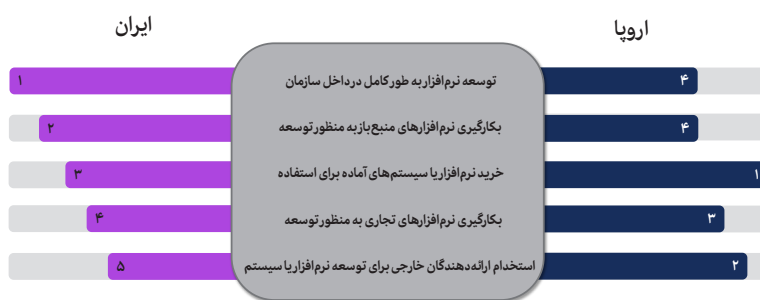 اروپا
ایران
۴ توسعه نرم‌افزار به طور کامل در داخل سازمان ۱
۴ بکارگیری نرم‌افزارهای منبع‌باز به منظور توسعه ۲
۱ خرید نرم‌افزار یا سیستم‌های آماده برای استفاده ۳
۳ بکارگیری نرم‌افزارهای تجاری به منظور توسعه ۴
۲ استخدام ارائه‌دهندگان خارجی برای توسعه نرم‌افزار یا سیستم ۵